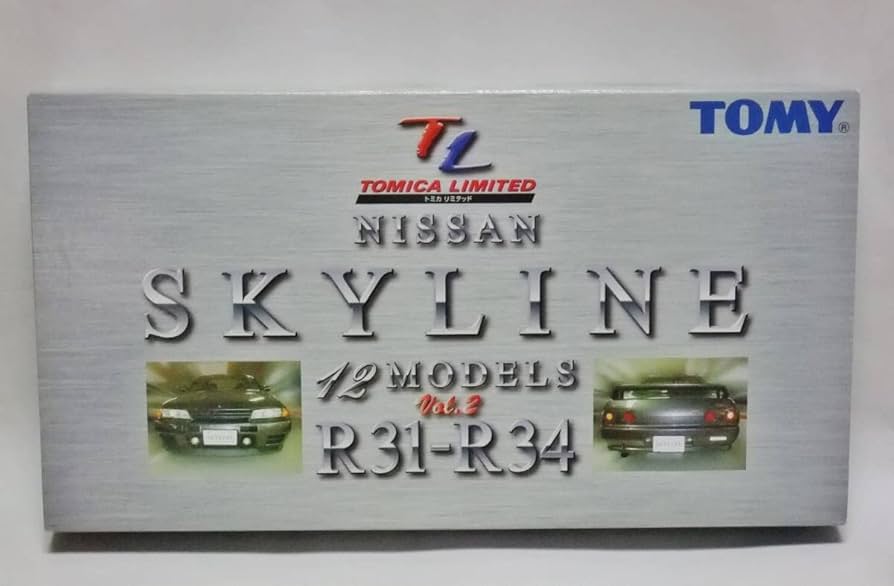 TOMY®
TL
TOMICA LIMITED
トミカ リミテッド
NISSAN
SKYLINE
12 MODELS
Vol.2
R31-R34
SKYLINE